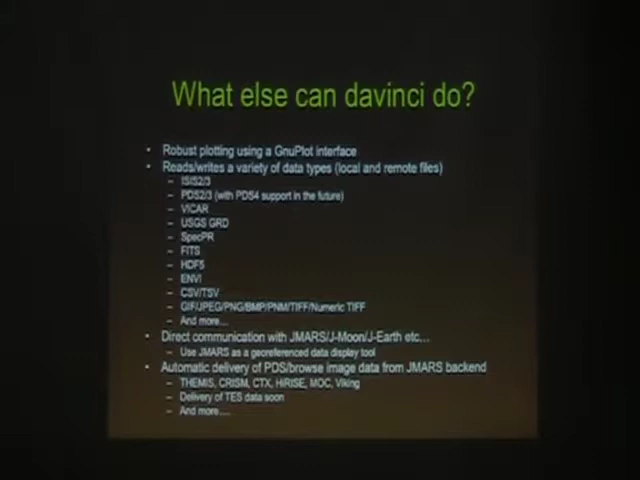 What else can davinci do?
• Robust plotting using a GnuPlot interface
• Reads/writes a variety of data types (local and remote files)
– ISIS2/3
– PDS2/3 (with PDS4 support in the future)
– VICAR
– USGS GRD
– SpecPR
– FITS
– HDF5
– ENVI
– CSV/TSV
– GIF/JPEG/PNG/BMP/PNM/TIFF/Numeric TIFF
– And more...
• Direct communication with JMARS/J-Moon/J-Earth etc...
– Use JMARS as a georeferenced data display tool
• Automatic delivery of PDS/browse image data from JMARS backend
– THEMIS, CRISM, CTX, HiRISE, MOC, Viking
– Delivery of TES data soon
– And more....